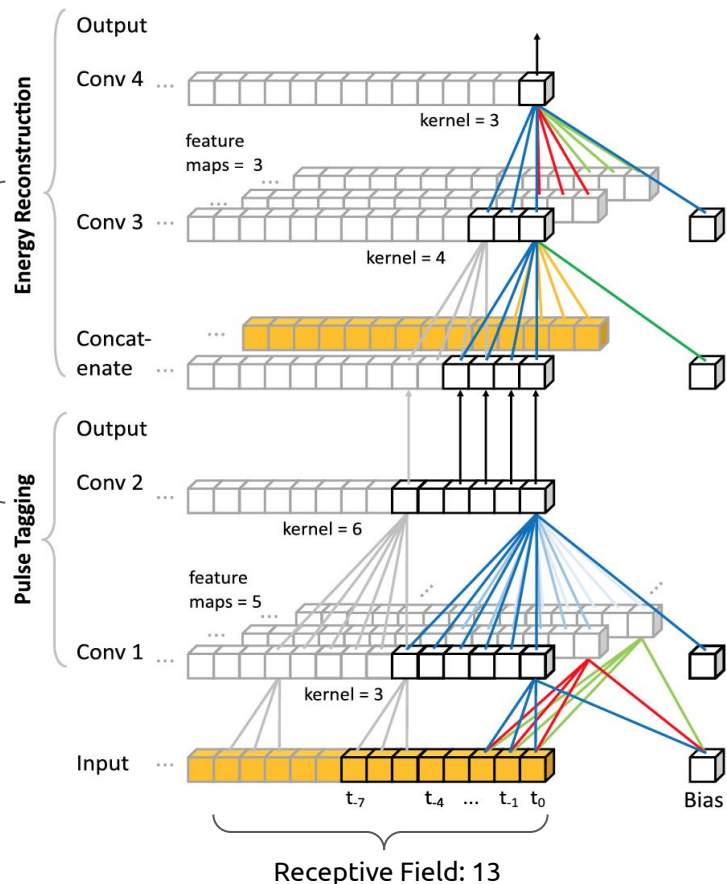 Output
Conv 4 ...
kernel = 3
feature
maps = 3
...
...
Conv 3 ...
kernel = 4
Energy Reconstruction
...
Concat-
enate ...
Output
Conv 2 ...
kernel = 6
Pulse Tagging
feature
maps = 5
...
...
...
...
Conv 1 ...
kernel = 3
Input ...
t-7 t-4 ... t-1 t0 Bias
Receptive Field: 13